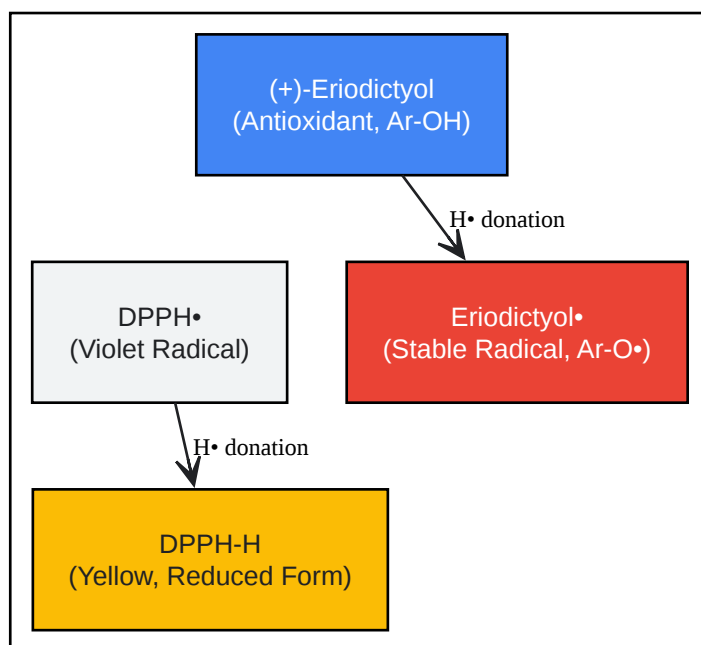 (+)-Eriodictyol
(Antioxidant, Ar-OH)
H• donation
DPPH•
(Violet Radical)
Eriodictyol•
(Stable Radical, Ar-O•)
H• donation
DPPH-H
(Yellow, Reduced Form)